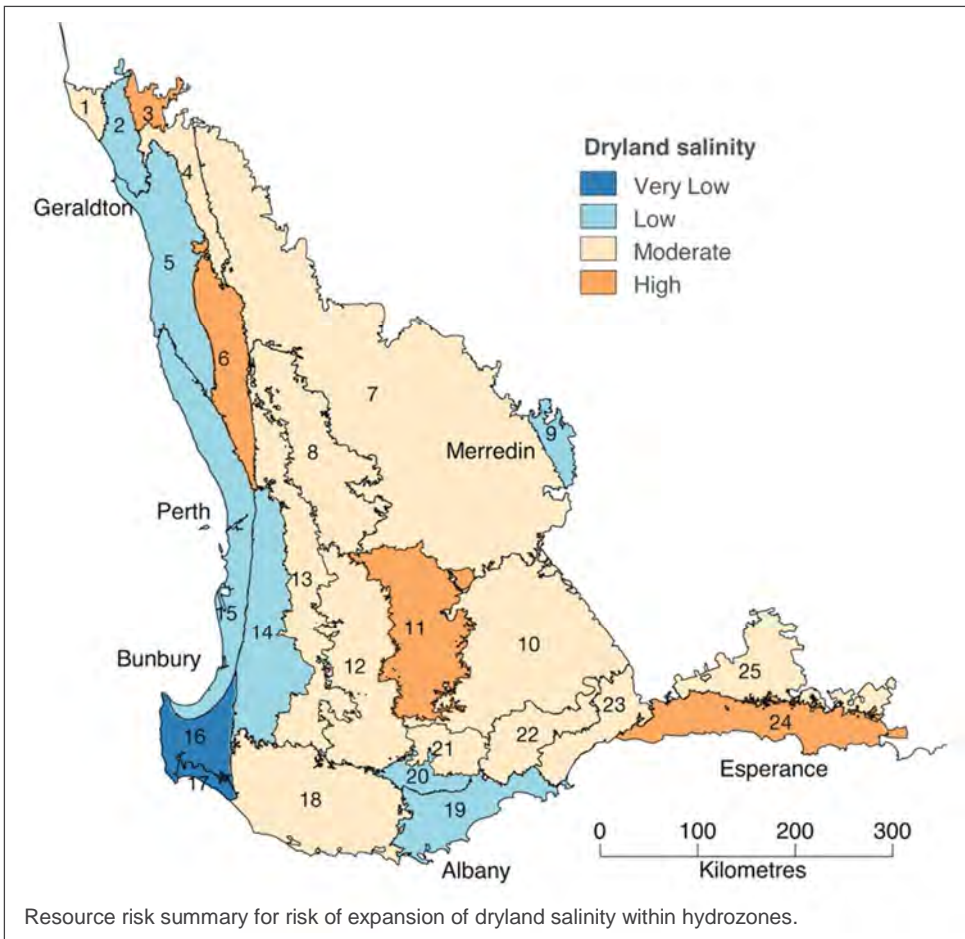 1
2
3
4
Geraldton
5
6
7
8
9
Merredin
Perth
10
11
12
13
14
15
Bunbury
16
17
18
19
20
21
22
23
24
25
Esperance
Albany
Dryland salinity
Very Low
Low
Moderate
High
0 100 200 300
Kilometres
Resource risk summary for risk of expansion of dryland salinity within hydrozones.